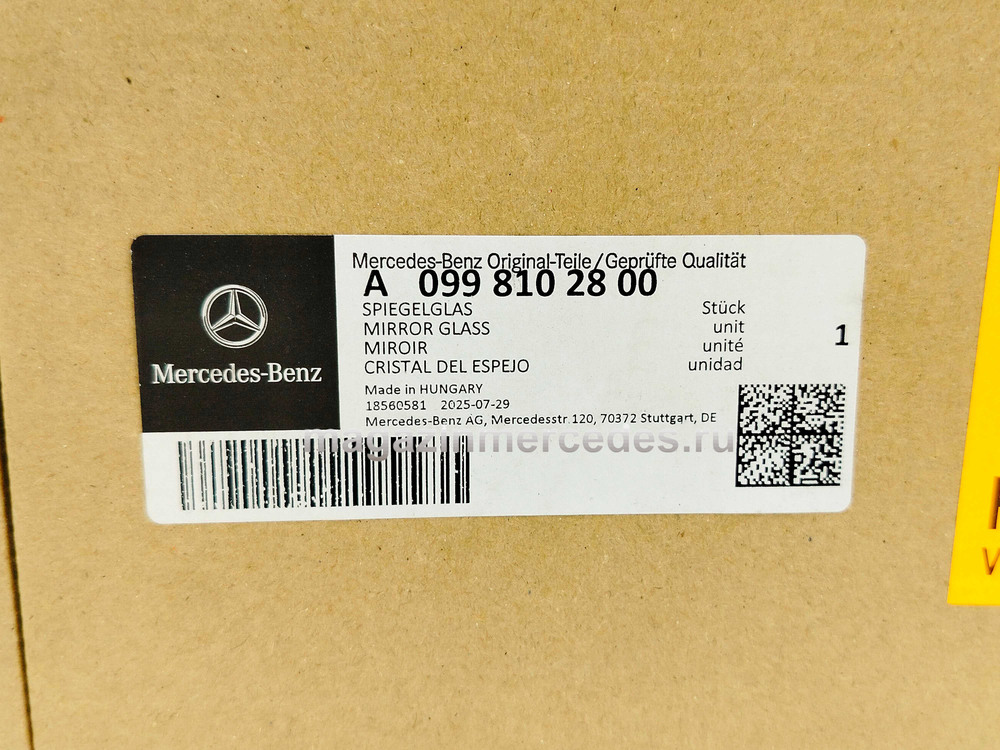 Mercedes-Benz Original-Teile/Geprüfte Qualität
A 099 810 28 00
SPIEGELGLAS Stück
MIRROR GLASS unit
MIROIR unité
CRISTAL DEL ESPEJO unidad
1
Mercedes-Benz
Made in HUNGARY
18560581 2025-07-29
Mercedes-Benz AG, Mercedesstr.120, 70372 Stuttgart, DE
magazinmercedes.ru